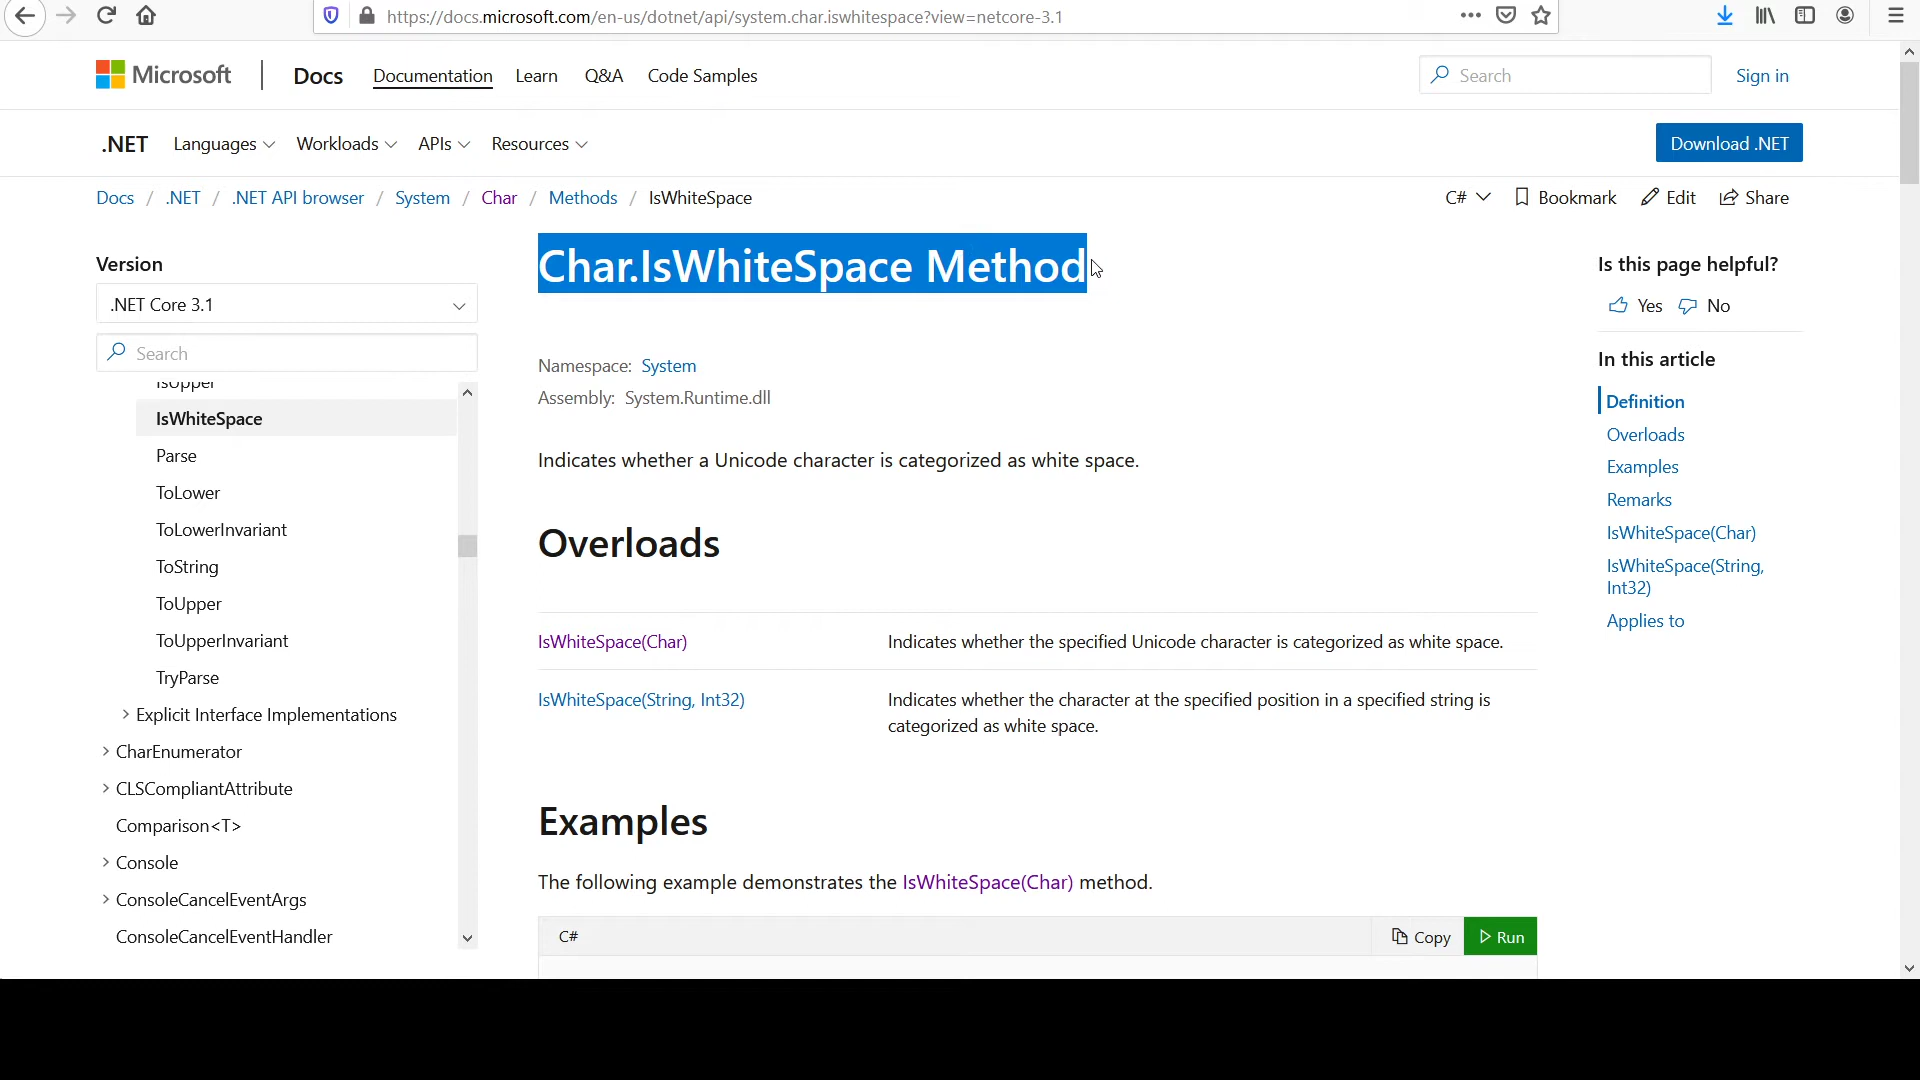 https://docs.microsoft.com/en-us/dotnet/api/system.char.iswhitespace?view=netcore-3.1
Microsoft
Docs
Documentation
Learn
Q&A
Code Samples
Search
Sign in
.NET
Languages
Workloads
APIs
Resources
Download .NET
Docs / .NET / .NET API browser / System / Char / Methods / IsWhiteSpace
C#
Bookmark
Edit
Share
Version
.NET Core 3.1
Search
IsUpper
IsWhiteSpace
Parse
ToLower
ToLowerInvariant
ToString
ToUpper
ToUpperInvariant
TryParse
Explicit Interface Implementations
CharEnumerator
CLSCompliantAttribute
Comparison<T>
Console
ConsoleCancelEventArgs
ConsoleCancelEventHandler
Char.IsWhiteSpace Method
Namespace: System
Assembly: System.Runtime.dll
Indicates whether a Unicode character is categorized as white space.
Overloads
IsWhiteSpace(Char)
Indicates whether the specified Unicode character is categorized as white space.
IsWhiteSpace(String, Int32)
Indicates whether the character at the specified position in a specified string is
categorized as white space.
Examples
The following example demonstrates the IsWhiteSpace(Char) method.
C#
Copy
Run
Is this page helpful?
Yes
No
In this article
Definition
Overloads
Examples
Remarks
IsWhiteSpace(Char)
IsWhiteSpace(String,
Int32)
Applies to